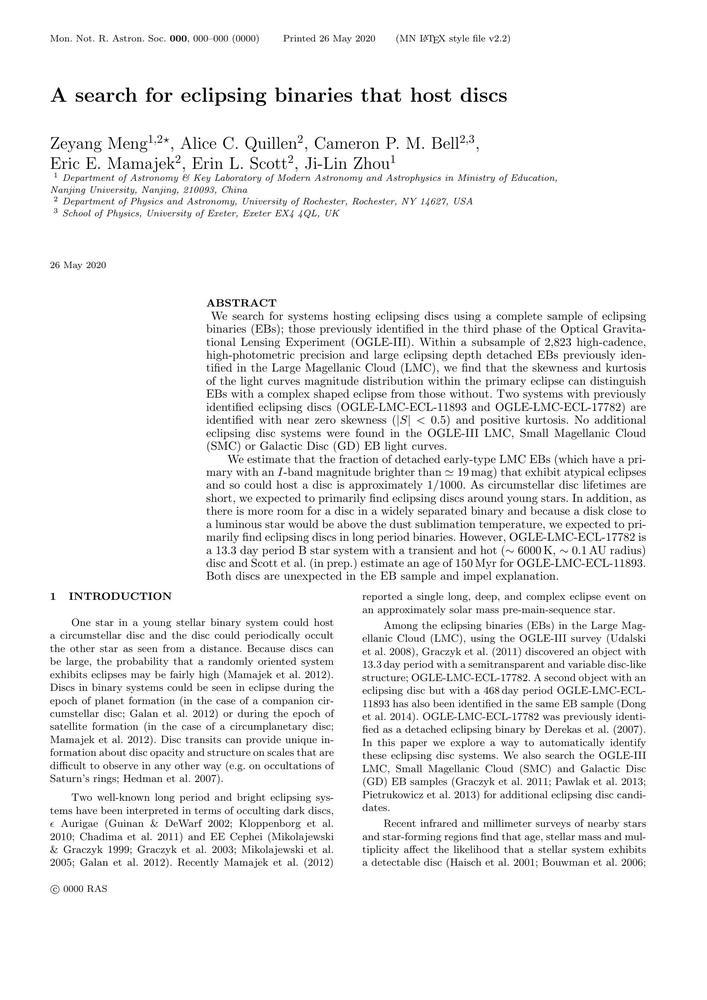 Mon. Not. R. Astron. Soc. 000, 000–000 (0000) Printed 26 May 2020 (MN LATEX style file v2.2)
A search for eclipsing binaries that host discs
Zeyang Meng1,2⋆, Alice C. Quillen2, Cameron P. M. Bell2,3,
Eric E. Mamajek2, Erin L. Scott2, Ji-Lin Zhou1
1 Department of Astronomy & Key Laboratory of Modern Astronomy and Astrophysics in Ministry of Education,
Nanjing University, Nanjing, 210093, China
2 Department of Physics and Astronomy, University of Rochester, Rochester, NY 14627, USA
3 School of Physics, University of Exeter, Exeter EX4 4QL, UK
26 May 2020
ABSTRACT
We search for systems hosting eclipsing discs using a complete sample of eclipsing
binaries (EBs); those previously identified in the third phase of the Optical Gravita-
tional Lensing Experiment (OGLE-III). Within a subsample of 2,823 high-cadence,
high-photometric precision and large eclipsing depth detached EBs previously iden-
tified in the Large Magellanic Cloud (LMC), we find that the skewness and kurtosis
of the light curves magnitude distribution within the primary eclipse can distinguish
EBs with a complex shaped eclipse from those without. Two systems with previously
identified eclipsing discs (OGLE-LMC-ECL-11893 and OGLE-LMC-ECL-17782) are
identified with near zero skewness (|S| < 0.5) and positive kurtosis. No additional
eclipsing disc systems were found in the OGLE-III LMC, Small Magellanic Cloud
(SMC) or Galactic Disc (GD) EB light curves.
We estimate that the fraction of detached early-type LMC EBs (which have a pri-
mary with an I-band magnitude brighter than ≃ 19 mag) that exhibit atypical eclipses
and so could host a disc is approximately 1/1000. As circumstellar disc lifetimes are
short, we expected to primarily find eclipsing discs around young stars. In addition, as
there is more room for a disc in a widely separated binary and because a disk close to
a luminous star would be above the dust sublimation temperature, we expected to pri-
marily find eclipsing discs in long period binaries. However, OGLE-LMC-ECL-17782 is
a 13.3 day period B star system with a transient and hot (∼ 6000 K, ∼ 0.1 AU radius)
disc and Scott et al. (in prep.) estimate an age of 150 Myr for OGLE-LMC-ECL-11893.
Both discs are unexpected in the EB sample and impel explanation.
1 INTRODUCTION
One star in a young stellar binary system could host
a circumstellar disc and the disc could periodically occult
the other star as seen from a distance. Because discs can
be large, the probability that a randomly oriented system
exhibits eclipses may be fairly high (Mamajek et al. 2012).
Discs in binary systems could be seen in eclipse during the
epoch of planet formation (in the case of a companion cir-
cumstellar disc; Galan et al. 2012) or during the epoch of
satellite formation (in the case of a circumplanetary disc;
Mamajek et al. 2012). Disc transits can provide unique in-
formation about disc opacity and structure on scales that are
difficult to observe in any other way (e.g. on occultations of
Saturn's rings; Hedman et al. 2007).
Two well-known long period and bright eclipsing sys-
tems have been interpreted in terms of occulting dark discs,
ϵ Aurigae (Guinan & DeWarf 2002; Kloppenborg et al.
2010; Chadima et al. 2011) and EE Cephei (Mikolajewski
& Graczyk 1999; Graczyk et al. 2003; Mikolajewski et al.
2005; Galan et al. 2012). Recently Mamajek et al. (2012)
reported a single long, deep, and complex eclipse event on
an approximately solar mass pre-main-sequence star.
Among the eclipsing binaries (EBs) in the Large Mag-
ellanic Cloud (LMC), using the OGLE-III survey (Udalski
et al. 2008), Graczyk et al. (2011) discovered an object with
13.3 day period with a semitransparent and variable disc-like
structure; OGLE-LMC-ECL-17782. A second object with an
eclipsing disc but with a 468 day period OGLE-LMC-ECL-
11893 has also been identified in the same EB sample (Dong
et al. 2014). OGLE-LMC-ECL-17782 was previously identi-
fied as a detached eclipsing binary by Derekas et al. (2007).
In this paper we explore a way to automatically identify
these eclipsing disc systems. We also search the OGLE-III
LMC, Small Magellanic Cloud (SMC) and Galactic Disc
(GD) EB samples (Graczyk et al. 2011; Pawlak et al. 2013;
Pietrukowicz et al. 2013) for additional eclipsing disc candi-
dates.
Recent infrared and millimeter surveys of nearby stars
and star-forming regions find that age, stellar mass and mul-
tiplicity affect the likelihood that a stellar system exhibits
a detectable disc (Haisch et al. 2001; Bouwman et al. 2006;
© 0000 RAS